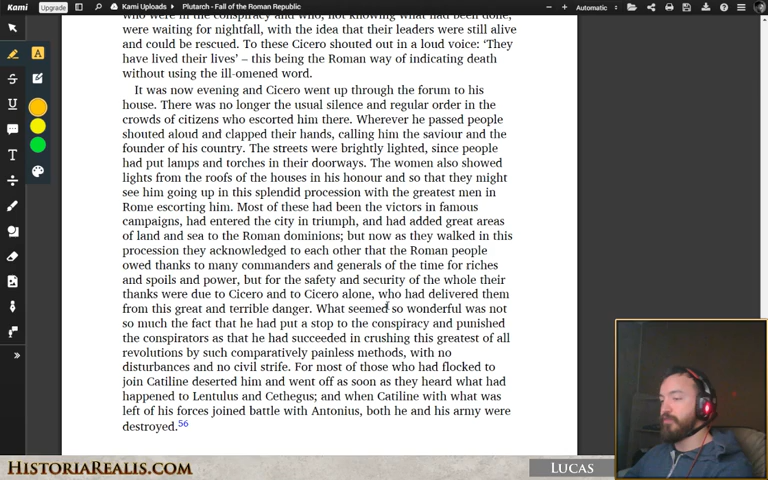 Kami
Upgrade
Kami Uploads > Plutarch - Fall of the Roman Republic
Automatic
who were in the conspiracy and who, not knowing what had been done,
were waiting for nightfall, with the idea that their leaders were still alive
and could be rescued. To these Cicero shouted out in a loud voice: ‘They
have lived their lives’ – this being the Roman way of indicating death
without using the ill-omened word.
It was now evening and Cicero went up through the forum to his
house. There was no longer the usual silence and regular order in the
crowds of citizens who escorted him there. Wherever he passed people
shouted aloud and clapped their hands, calling him the saviour and the
founder of his country. The streets were brightly lighted, since people
had put lamps and torches in their doorways. The women also showed
lights from the roofs of the houses in his honour and so that they might
see him going up in this splendid procession with the greatest men in
Rome escorting him. Most of these had been the victors in famous
campaigns, had entered the city in triumph, and had added great areas
of land and sea to the Roman dominions; but now as they walked in this
procession they acknowledged to each other that the Roman people
owed thanks to many commanders and generals of the time for riches
and spoils and power, but for the safety and security of the whole their
thanks were due to Cicero and to Cicero alone, who had delivered them
from this great and terrible danger. What seemed so wonderful was not
so much the fact that he had put a stop to the conspiracy and punished
the conspirators as that he had succeeded in crushing this greatest of all
revolutions by such comparatively painless methods, with no
disturbances and no civil strife. For most of those who had flocked to
join Catiline deserted him and went off as soon as they heard what had
happened to Lentulus and Cethegus; and when Catiline with what was
left of his forces joined battle with Antonius, both he and his army were
destroyed.56
HISTORIAREALIS.COM
LUCAS